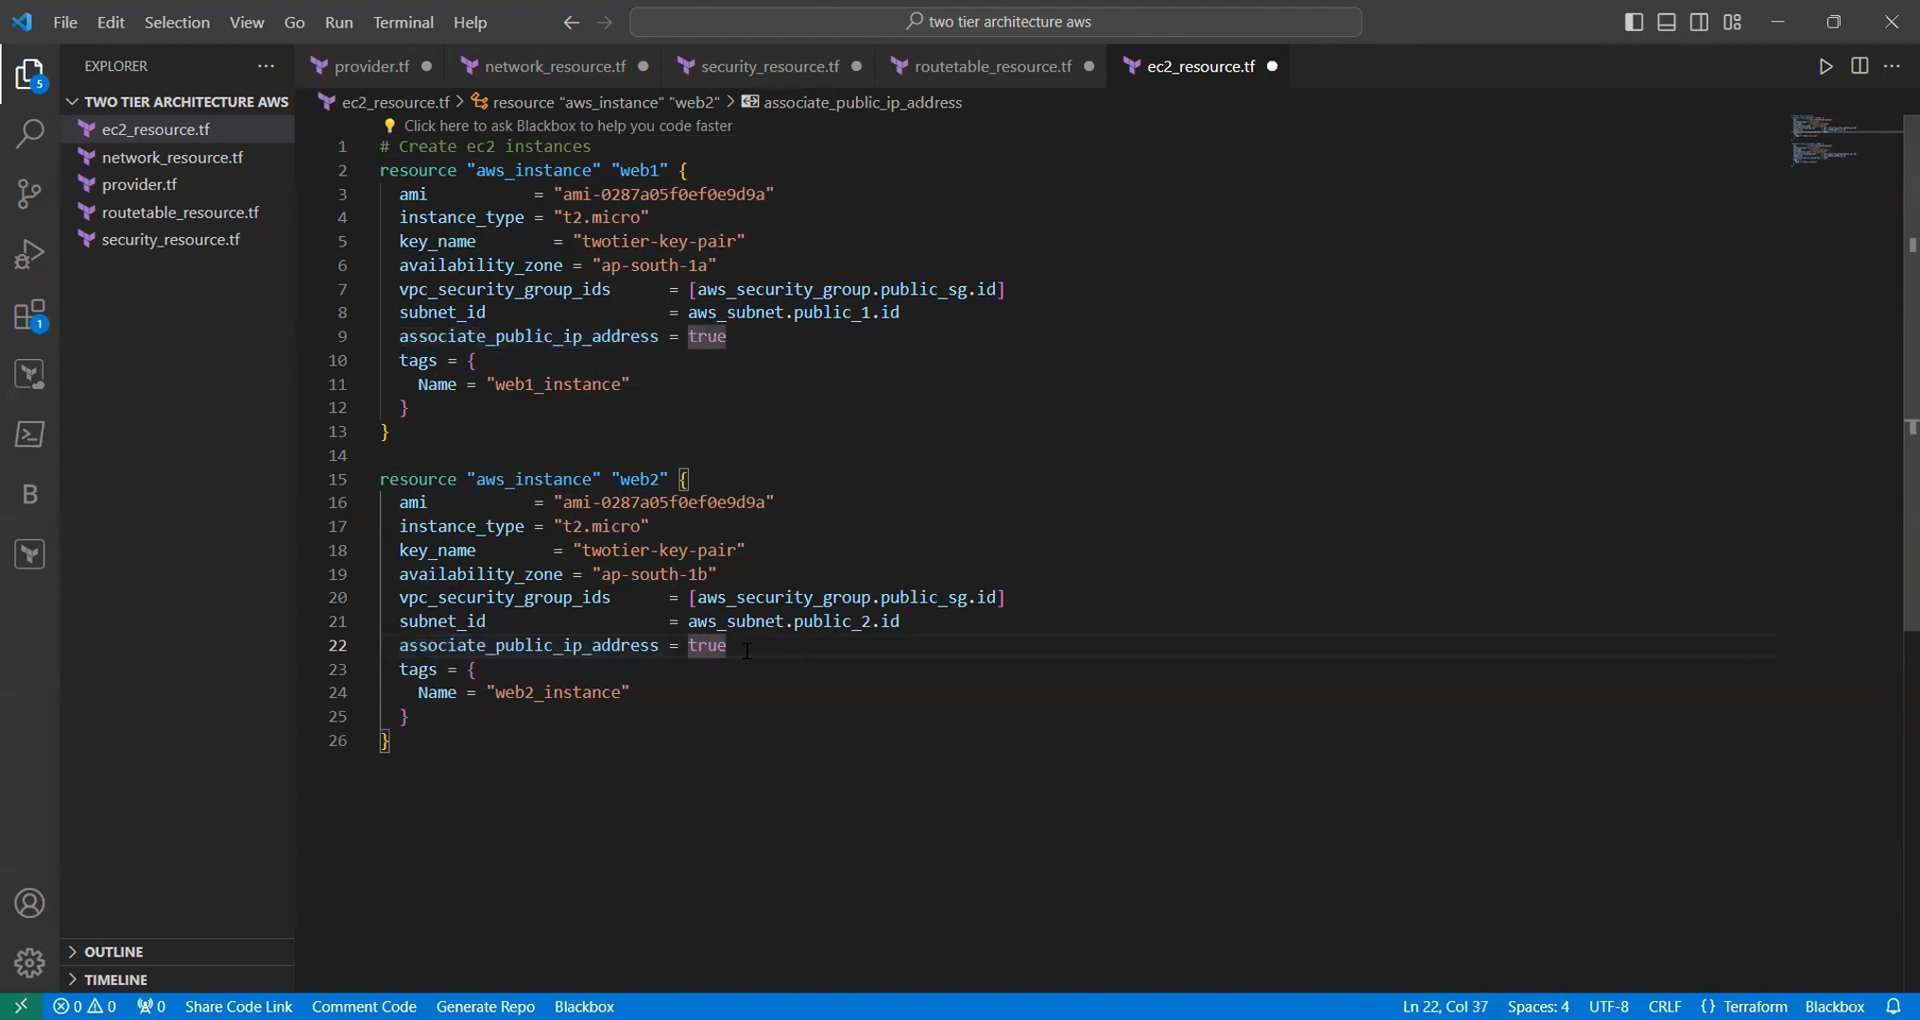 File Edit Selection View Go Run Terminal Help
two tier architecture aws
EXPLORER
provider.tf
network_resource.tf
security_resource.tf
routetable_resource.tf
ec2_resource.tf
TWO TIER ARCHITECTURE AWS
ec2_resource.tf
network_resource.tf
provider.tf
routetable_resource.tf
security_resource.tf
5
1
B
ec2_resource.tf > resource "aws_instance" "web2" > associate_public_ip_address
Click here to ask Blackbox to help you code faster
1 # Create ec2 instances
2 resource "aws_instance" "web1" {
3 ami = "ami-0287a05f0ef0e9d9a"
4 instance_type = "t2.micro"
5 key_name = "twotier-key-pair"
6 availability_zone = "ap-south-1a"
7 vpc_security_group_ids = [aws_security_group.public_sg.id]
8 subnet_id = aws_subnet.public_1.id
9 associate_public_ip_address = true
10 tags = {
11 Name = "web1_instance"
12 }
13 }
14
15 resource "aws_instance" "web2" {
16 ami = "ami-0287a05f0ef0e9d9a"
17 instance_type = "t2.micro"
18 key_name = "twotier-key-pair"
19 availability_zone = "ap-south-1b"
20 vpc_security_group_ids = [aws_security_group.public_sg.id]
21 subnet_id = aws_subnet.public_2.id
22 associate_public_ip_address = true
23 tags = {
24 Name = "web2_instance"
25 }
26 }
OUTLINE
TIMELINE
0 0 0 Share Code Link Comment Code Generate Repo Blackbox
Ln 22, Col 37 Spaces: 4 UTF-8 CRLF {} Terraform Blackbox